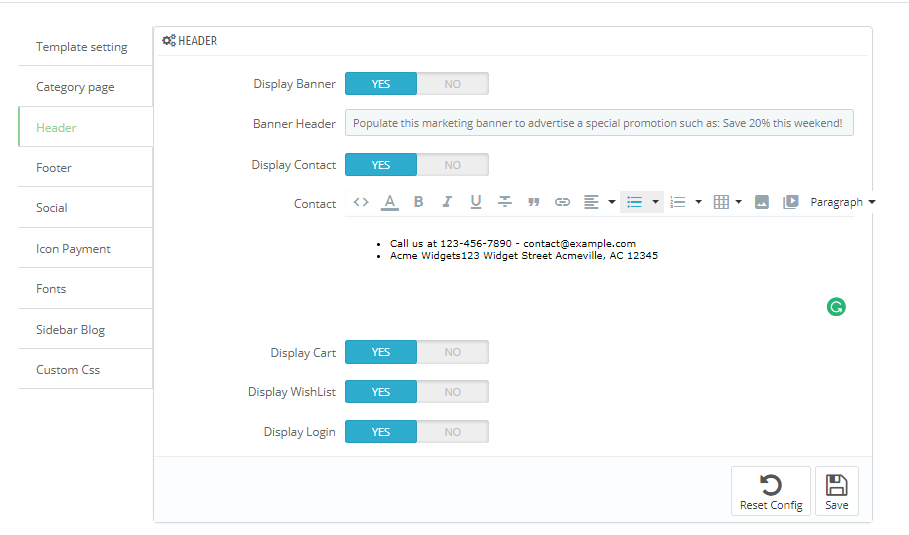 Template setting
Category page
Header
Footer
Social
Icon Payment
Fonts
Sidebar Blog
Custom Css
HEADER
Display Banner YES NO
Banner Header Populate this marketing banner to advertise a special promotion such as: Save 20% this weekend!
Display Contact YES NO
Contact <> A B I U Paragraph
Call us at 123-456-7890 - contact@example.com
Acme Widgets123 Widget Street Acmeville, AC 12345
Display Cart YES NO
Display WishList YES NO
Display Login YES NO
Reset Config Save